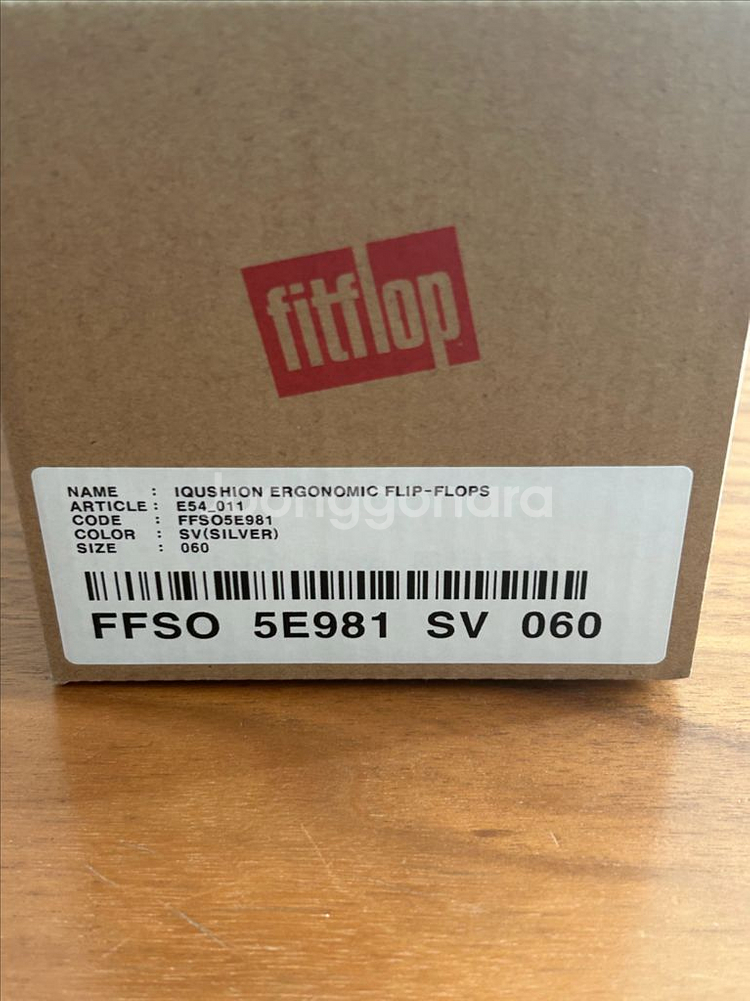 fitflop
NAME : IQUSHION ERGONOMIC FLIP-FLOPS
ARTICLE : E54_011
CODE : FFSO5E981
COLOR : SV(SILVER)
SIZE : 060
joonggonara
FFSO 5E981 SV 060